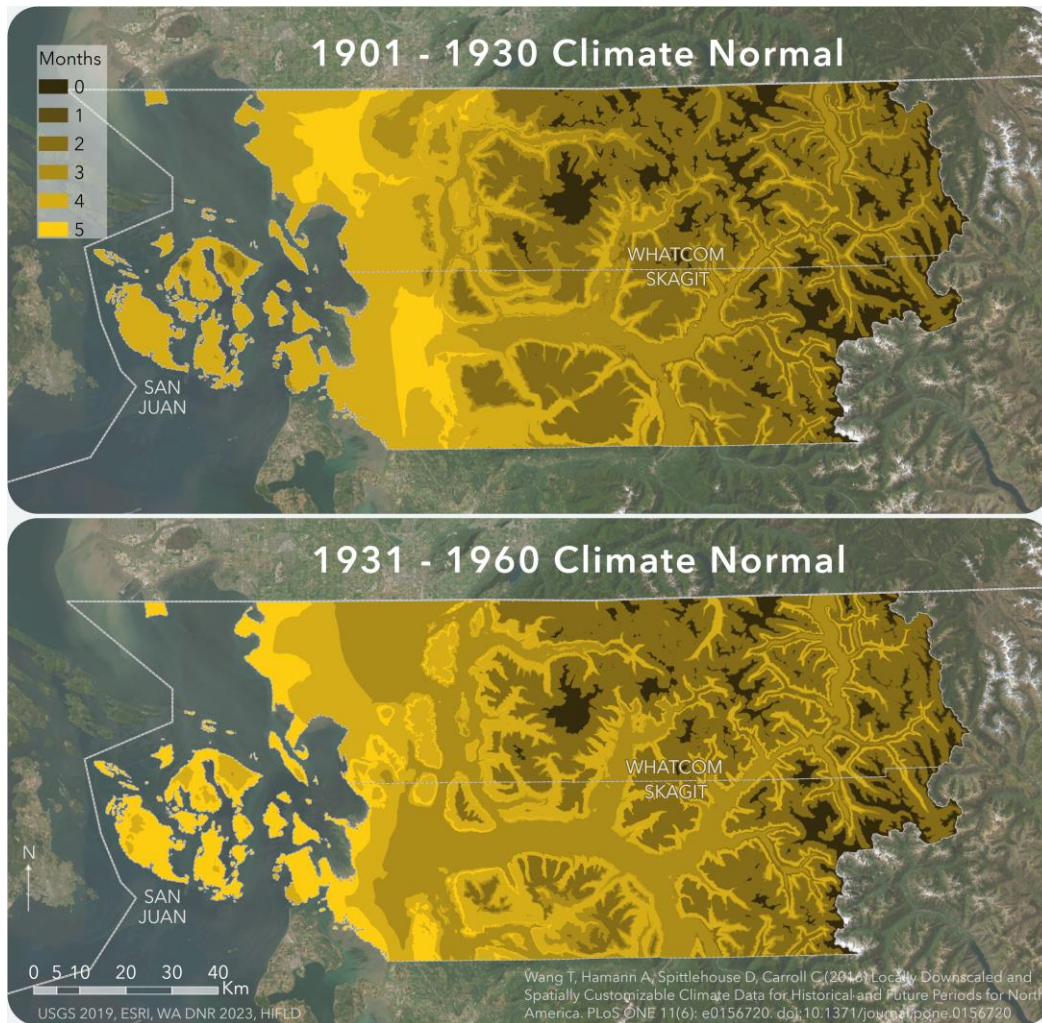 1901 - 1930 Climate Normal
Months
0
1
2
3
4
5
WHATCOM
SKAGIT
SAN
JUAN
1931 - 1960 Climate Normal
WHATCOM
SKAGIT
N
SAN
JUAN
0 5 10 20 30 40
Km
USGS 2019, ESRI, WA DNR 2023, HIFLD
Wang T, Hamann A, Spittlehouse D, Carroll C (2016) Locally Downscaled and
Spatially Customizable Climate Data for Historical and Future Periods for North
America. PLoS ONE 11(6): e0156720. doi:10.1371/journal.pone.0156720